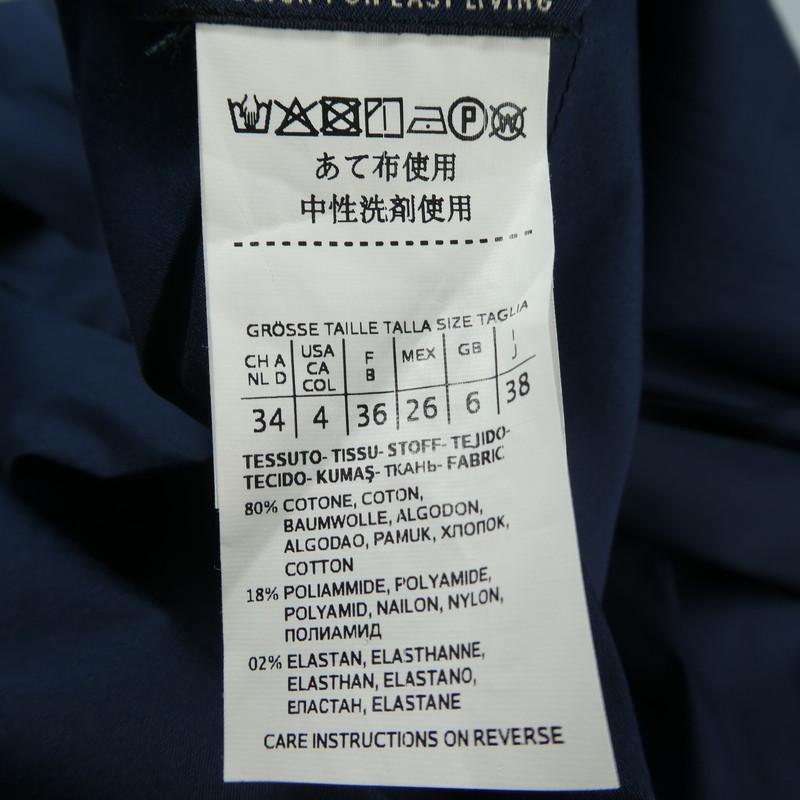 FOR EASY LIVING
P
W
あて布使用
中性洗剤使用
GRÖSSE TAILLE TALLA SIZE TAGLIA
CH A NL D | USA CA COL | F B | MEX | GB | I J
34 | 4 | 36 | 26 | 6 | 38
TESSUTO- TISSU- STOFF- TEJIDO-
TECIDO- KUMAŞ- ТКАНЬ- FABRIC
80% COTONE, COTON,
BAUMWOLLE, ALGODON,
ALGODAO, PAMUK, ХЛОПОК,
COTTON
18% POLIAMMIDE, POLYAMIDE,
POLYAMID, NAILON, NYLON,
ПОЛИАМИД
02% ELASTAN, ELASTHANNE,
ELASTHAN, ELASTANO,
ЕЛАСТАН, ELASTANE
CARE INSTRUCTIONS ON REVERSE